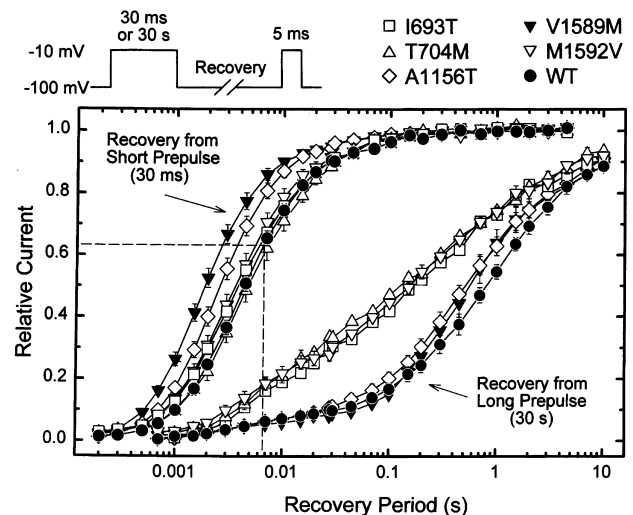 30 ms
or 30 s
5 ms
-10 mV
Recovery
-100 mV
I693T
T704M
A1156T
V1589M
M1592V
WT
Recovery from
Short Prepulse
(30 ms)
Recovery from
Long Prepulse
(30 s)
Relative Current
1.0
0.8
0.6
0.4
0.2
0.0
0.001
0.01
0.1
1
10
Recovery Period (s)